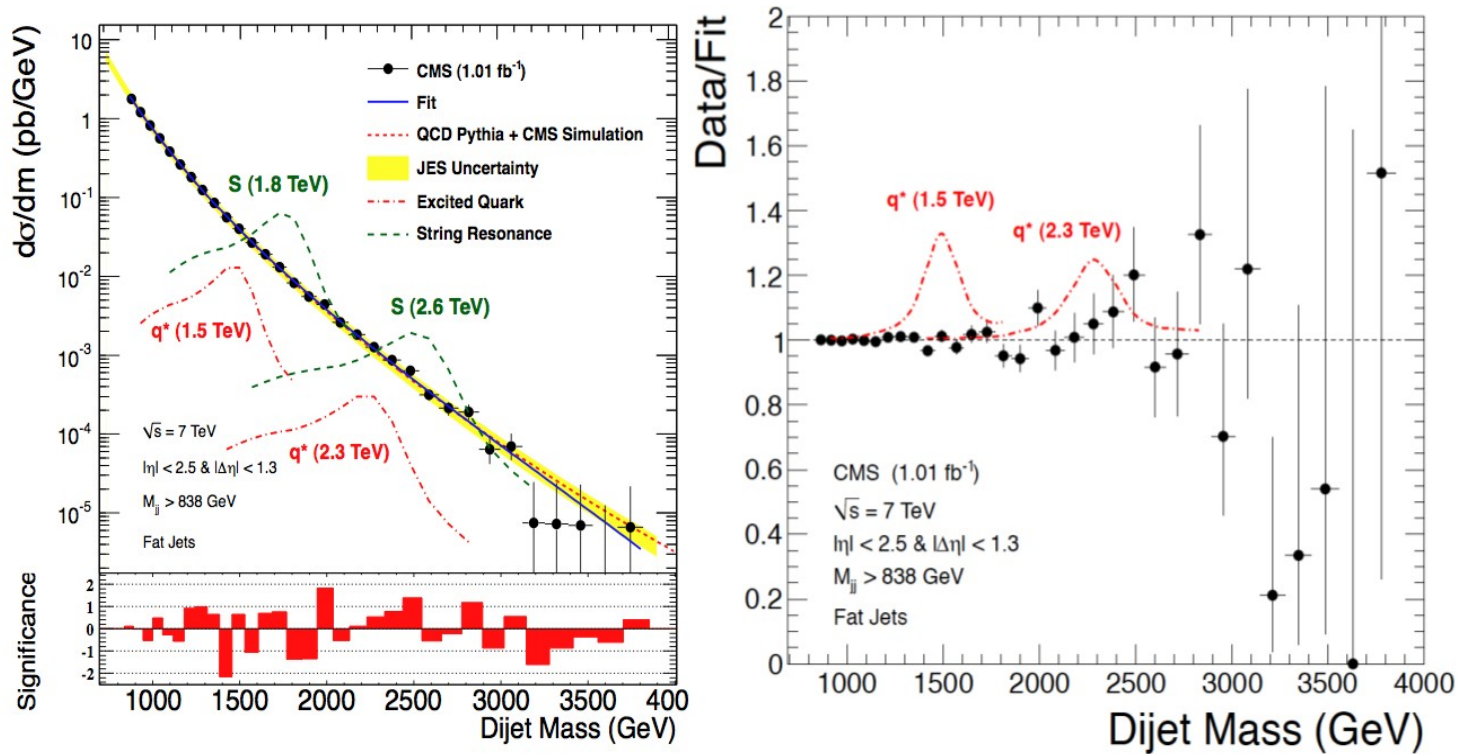 dσ/dm (pb/GeV)
10
1
10⁻¹
10⁻²
10⁻³
10⁻⁴
10⁻⁵
CMS (1.01 fb⁻¹)
Fit
QCD Pythia + CMS Simulation
JES Uncertainty
Excited Quark
String Resonance
S (1.8 TeV)
q* (1.5 TeV)
S (2.6 TeV)
q* (2.3 TeV)
√s = 7 TeV
|η| < 2.5 & |Δη| < 1.3
M_jj > 838 GeV
Fat Jets
Significance
2
1
0
-1
-2
1000 1500 2000 2500 3000 3500 4000
Dijet Mass (GeV)
Data/Fit
2
1.8
1.6
1.4
1.2
1
0.8
0.6
0.4
0.2
0
q* (1.5 TeV)
q* (2.3 TeV)
CMS (1.01 fb⁻¹)
√s = 7 TeV
|η| < 2.5 & |Δη| < 1.3
M_jj > 838 GeV
Fat Jets
1000 1500 2000 2500 3000 3500 4000
Dijet Mass (GeV)